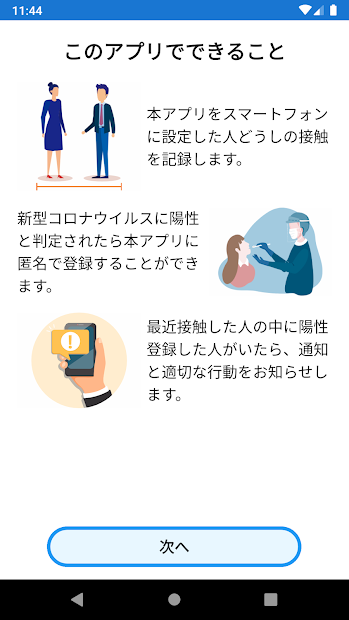 11:44
このアプリでできること
本アプリをスマートフォン
に設定した人どうしの接触
を記録します。
新型コロナウイルスに陽性
と判定されたら本アプリに
匿名で登録することができ
ます。
最近接触した人の中に陽性
登録した人がいたら、通知
と適切な行動をお知らせし
ます。
次へ